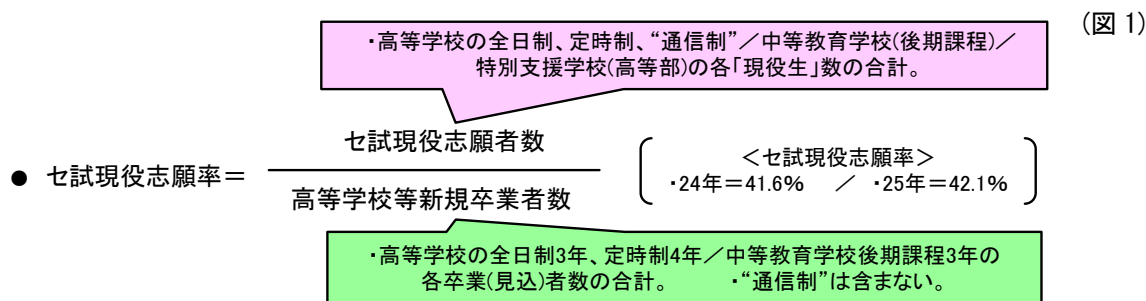 (図 1)
・高等学校の全日制、定時制、“通信制”／中等教育学校(後期課程)／
特別支援学校(高等部)の各「現役生」数の合計。
● セ試現役志願率＝
セ試現役志願者数
高等学校等新規卒業者数
＜セ試現役志願率＞
・24年＝41.6%　／ ・25年＝42.1%
・高等学校の全日制3年、定時制4年／中等教育学校後期課程3年の
各卒業(見込)者数の合計。　・“通信制”は含まない。